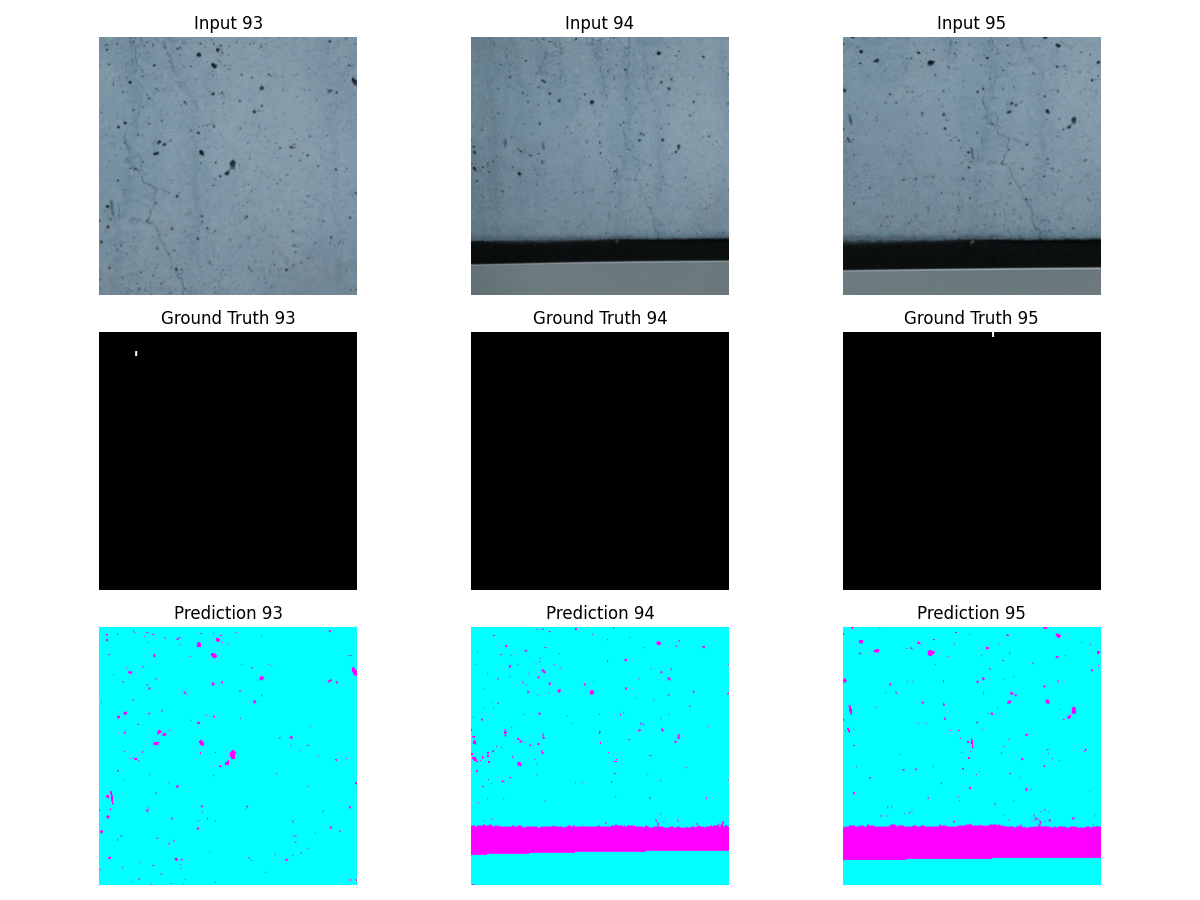 Input 93
Input 94
Input 95
Ground Truth 93
Ground Truth 94
Ground Truth 95
Prediction 93
Prediction 94
Prediction 95